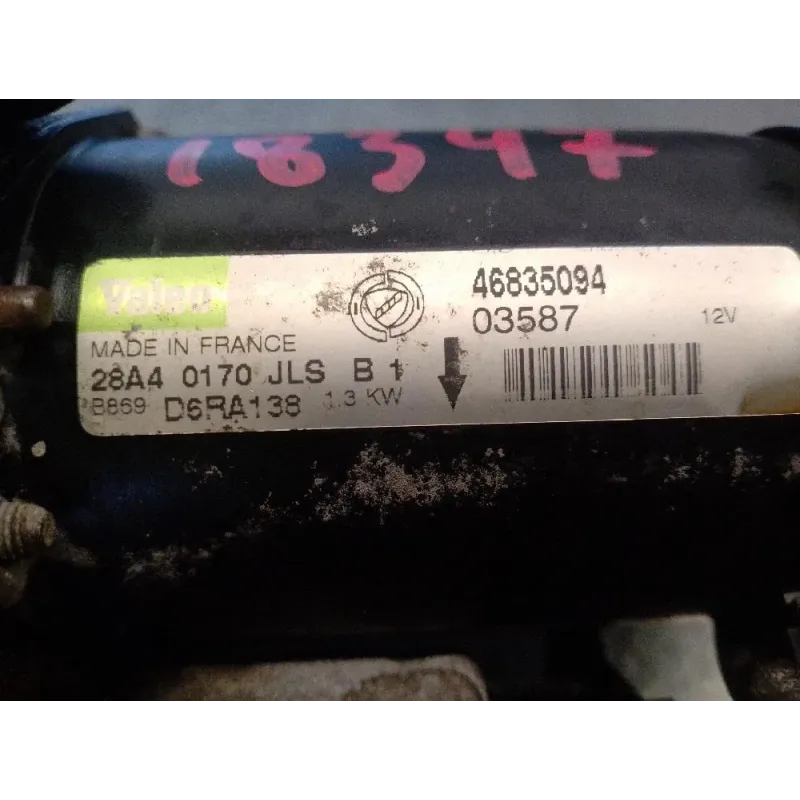 18347
Valeo
46835094
03587
12V
MADE IN FRANCE
28A4 0170 JLS B 1
B869 D6RA138 1.3 KW